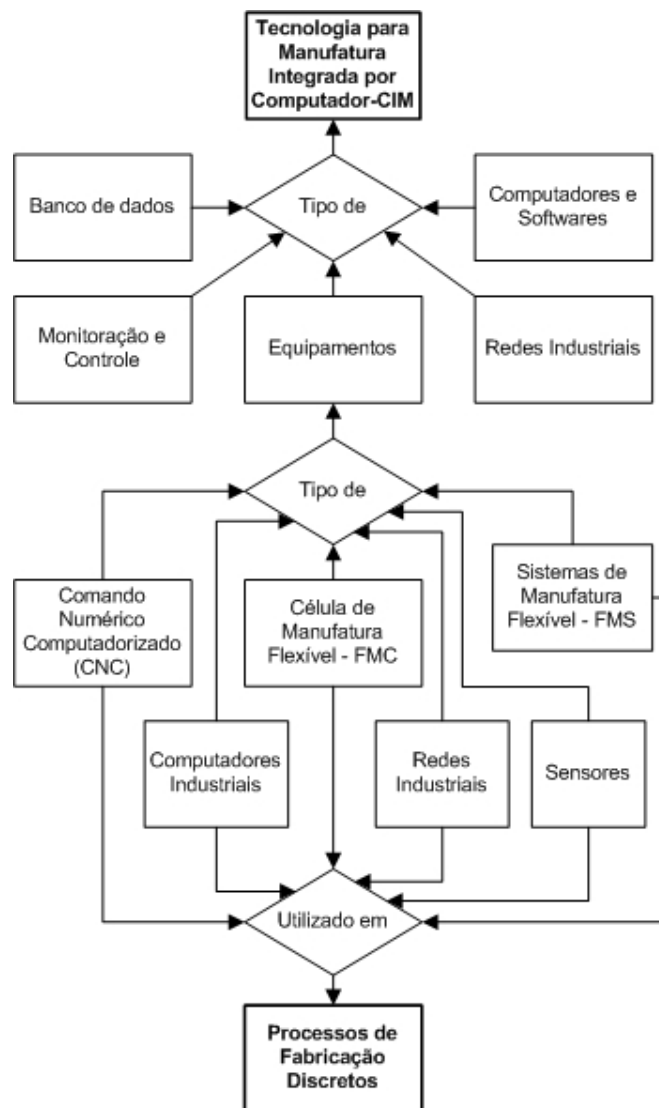 Tecnologia para
Manufatura
Integrada por
Computador-CIM
Banco de dados
Tipo de
Computadores e
Softwares
Monitoração e
Controle
Equipamentos
Redes Industriais
Tipo de
Comando
Numérico
Computadorizado
(CNC)
Célula de
Manufatura
Flexível - FMC
Sistemas de
Manufatura
Flexível - FMS
Computadores
Industriais
Redes
Industriais
Sensores
Utilizado em
Processos de
Fabricação
Discretos